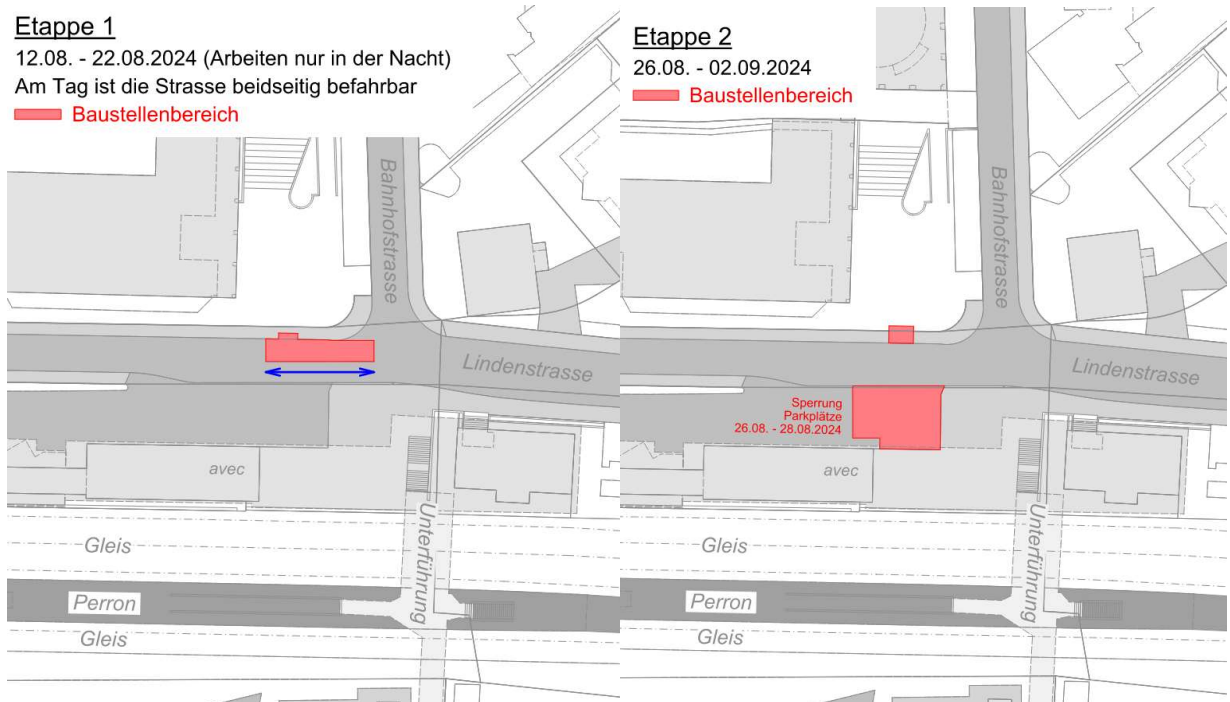 Etappe 1
12.08. - 22.08.2024 (Arbeiten nur in der Nacht)
Am Tag ist die Strasse beidseitig befahrbar
Baustellenbereich
Bahnhofstrasse
Lindenstrasse
avec
Unterführung
Gleis
Perron
Gleis
Etappe 2
26.08. - 02.09.2024
Baustellenbereich
Bahnhofstrasse
Lindenstrasse
Sperrung
Parkplätze
26.08. - 28.08.2024
avec
Unterführung
Gleis
Perron
Gleis